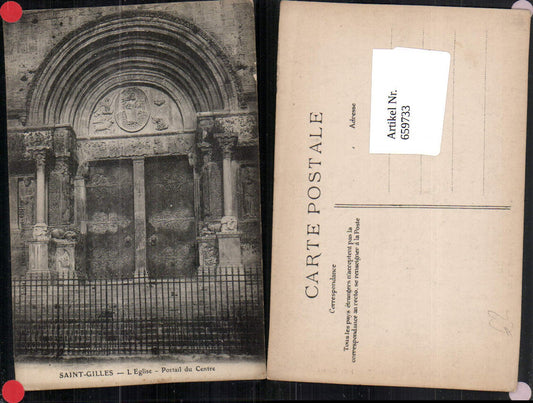 SAINT-GILLES — L'Eglise - Portail du Centre
CARTE POSTALE
Correspondance
Tous les pays étrangers n'acceptent pas la
correspondance au recto, se renseigner à la Poste
Adresse
Artikel Nr.
659733